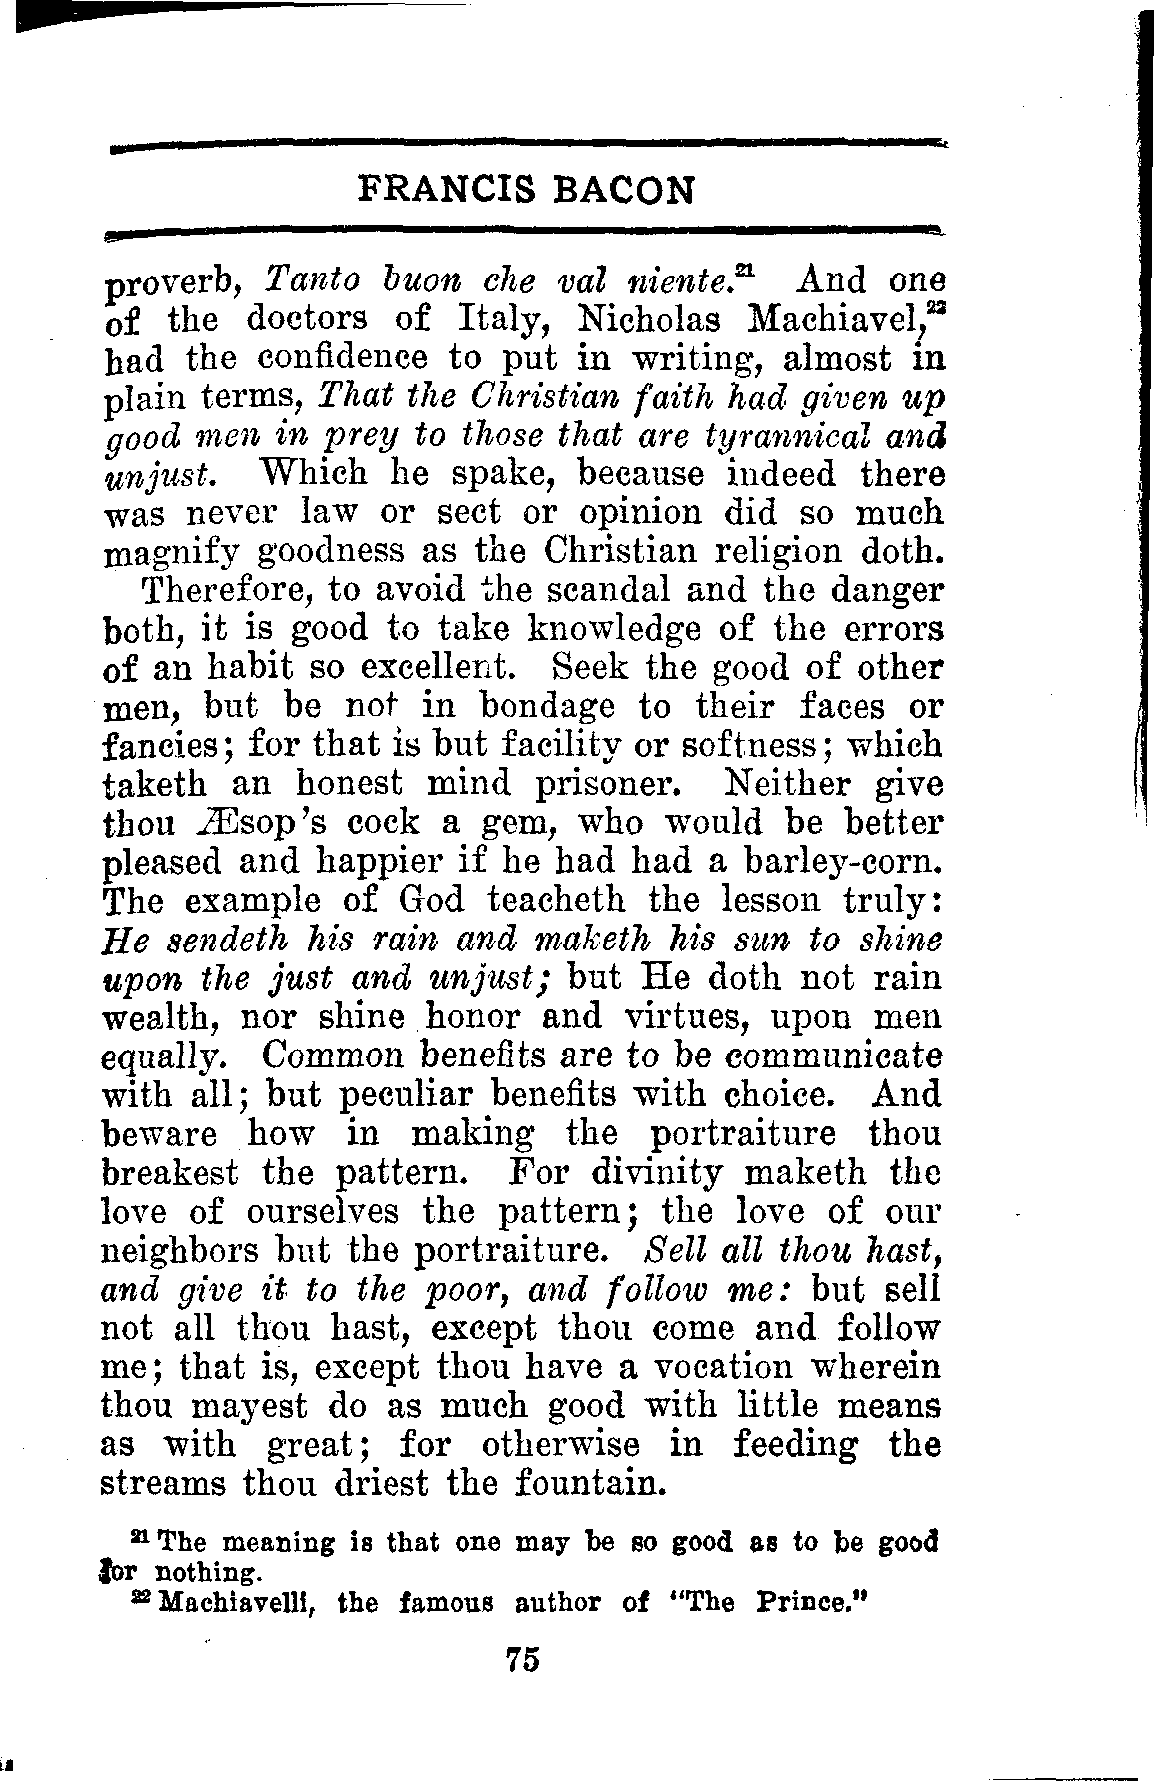 FRANCIS BACON
proverb, Tanto buon che val niente.²¹ And one
of the doctors of Italy, Nicholas Machiavel,²²
had the confidence to put in writing, almost in
plain terms, That the Christian faith had given up
good men in prey to those that are tyrannical and
unjust. Which he spake, because indeed there
was never law or sect or opinion did so much
magnify goodness as the Christian religion doth.
Therefore, to avoid the scandal and the danger
both, it is good to take knowledge of the errors
of an habit so excellent. Seek the good of other
men, but be not in bondage to their faces or
fancies; for that is but facility or softness; which
taketh an honest mind prisoner. Neither give
thou Æsop's cock a gem, who would be better
pleased and happier if he had had a barley-corn.
The example of God teacheth the lesson truly:
He sendeth his rain and maketh his sun to shine
upon the just and unjust; but He doth not rain
wealth, nor shine honor and virtues, upon men
equally. Common benefits are to be communicate
with all; but peculiar benefits with choice. And
beware how in making the portraiture thou
breakest the pattern. For divinity maketh the
love of ourselves the pattern; the love of our
neighbors but the portraiture. Sell all thou hast,
and give it to the poor, and follow me: but sell
not all thou hast, except thou come and follow
me; that is, except thou have a vocation wherein
thou mayest do as much good with little means
as with great; for otherwise in feeding the
streams thou driest the fountain.
²¹ The meaning is that one may be so good as to be good
for nothing.
²² Machiavelli, the famous author of "The Prince."
75